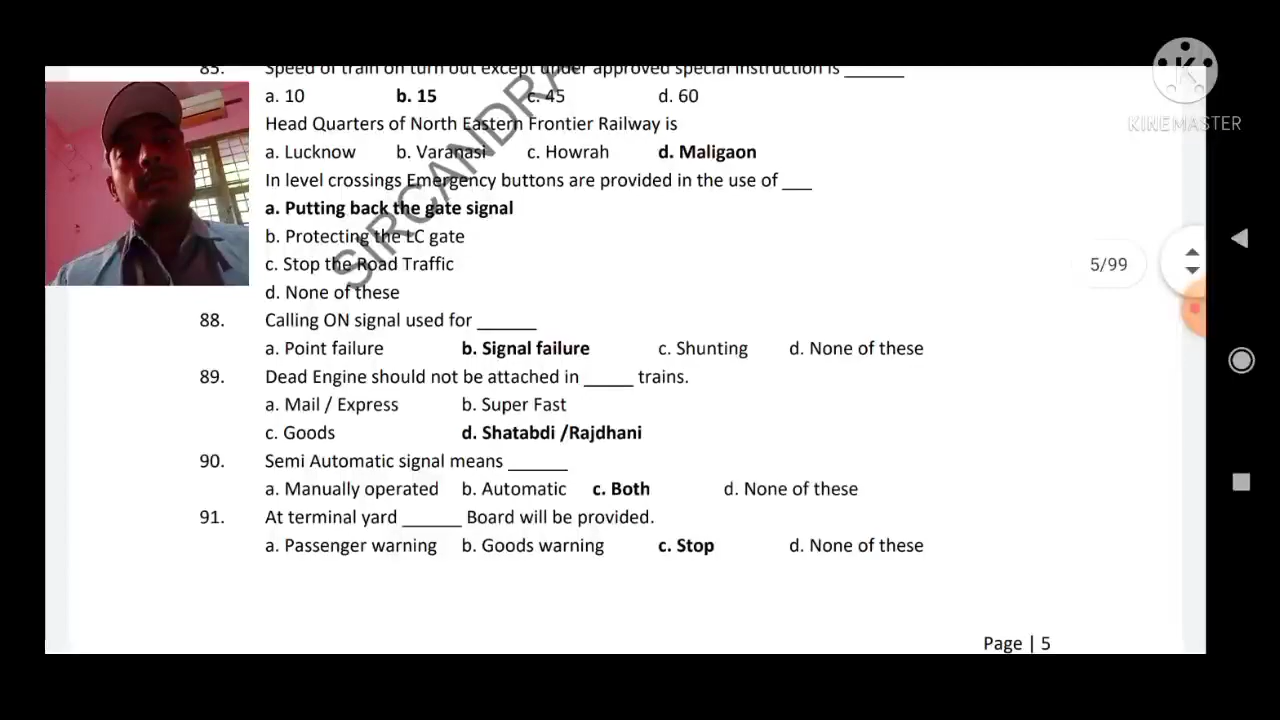 85. Speed of train on turn out except under approved special instruction is ______
a. 10 b. 15 c. 45 d. 60
Head Quarters of North Eastern Frontier Railway is
a. Lucknow b. Varanasi c. Howrah d. Maligaon
In level crossings Emergency buttons are provided in the use of ___
a. Putting back the gate signal
b. Protecting the LC gate
c. Stop the Road Traffic
d. None of these
88. Calling ON signal used for ______
a. Point failure b. Signal failure c. Shunting d. None of these
89. Dead Engine should not be attached in _____ trains.
a. Mail / Express b. Super Fast
c. Goods d. Shatabdi /Rajdhani
90. Semi Automatic signal means ______
a. Manually operated b. Automatic c. Both d. None of these
91. At terminal yard ______ Board will be provided.
a. Passenger warning b. Goods warning c. Stop d. None of these
Page | 5
5/99
K
KINEMASTER
SIRCANDRA